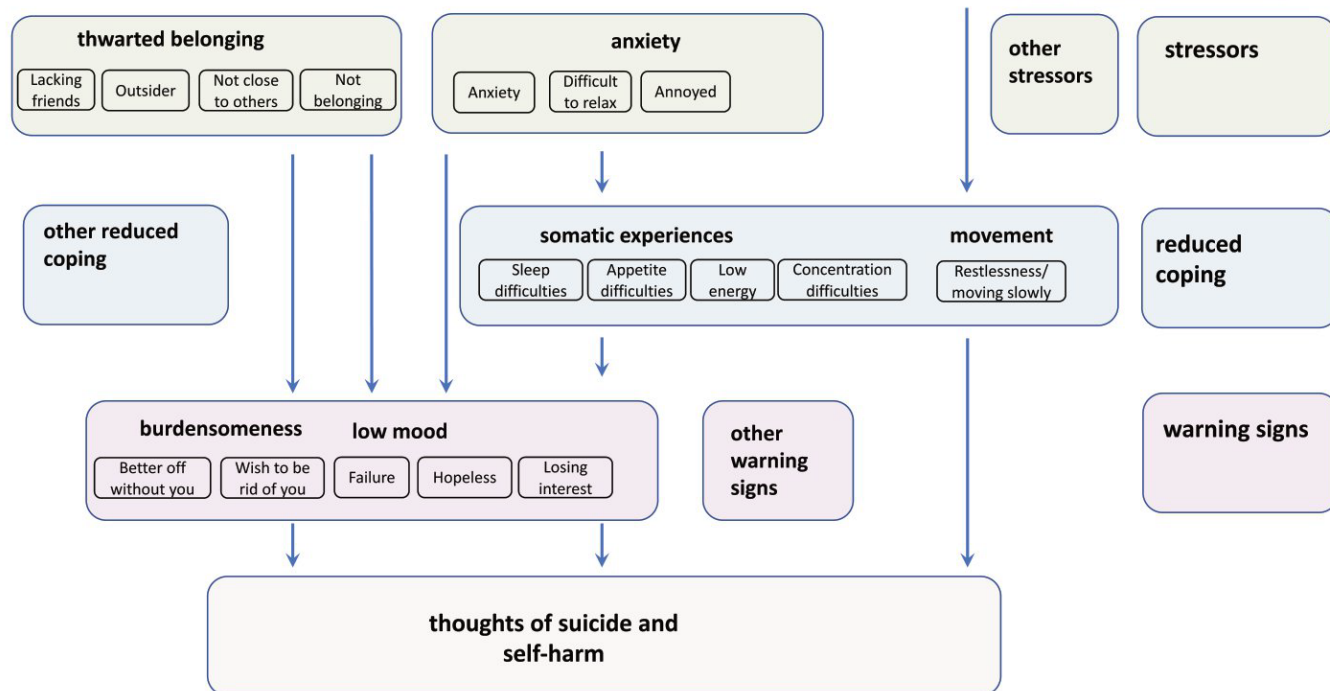 thwarted belonging
Lacking
friends
Outsider
Not close
to others
Not
belonging
anxiety
Anxiety
Difficult
to relax
Annoyed
other
stressors
stressors
other reduced
coping
somatic experiences
Sleep
difficulties
Appetite
difficulties
Low
energy
Concentration
difficulties
movement
Restlessness/
moving slowly
reduced
coping
burdensomeness
low mood
Better off
without you
Wish to be
rid of you
Failure
Hopeless
Losing
interest
other
warning
signs
warning signs
thoughts of suicide and
self-harm